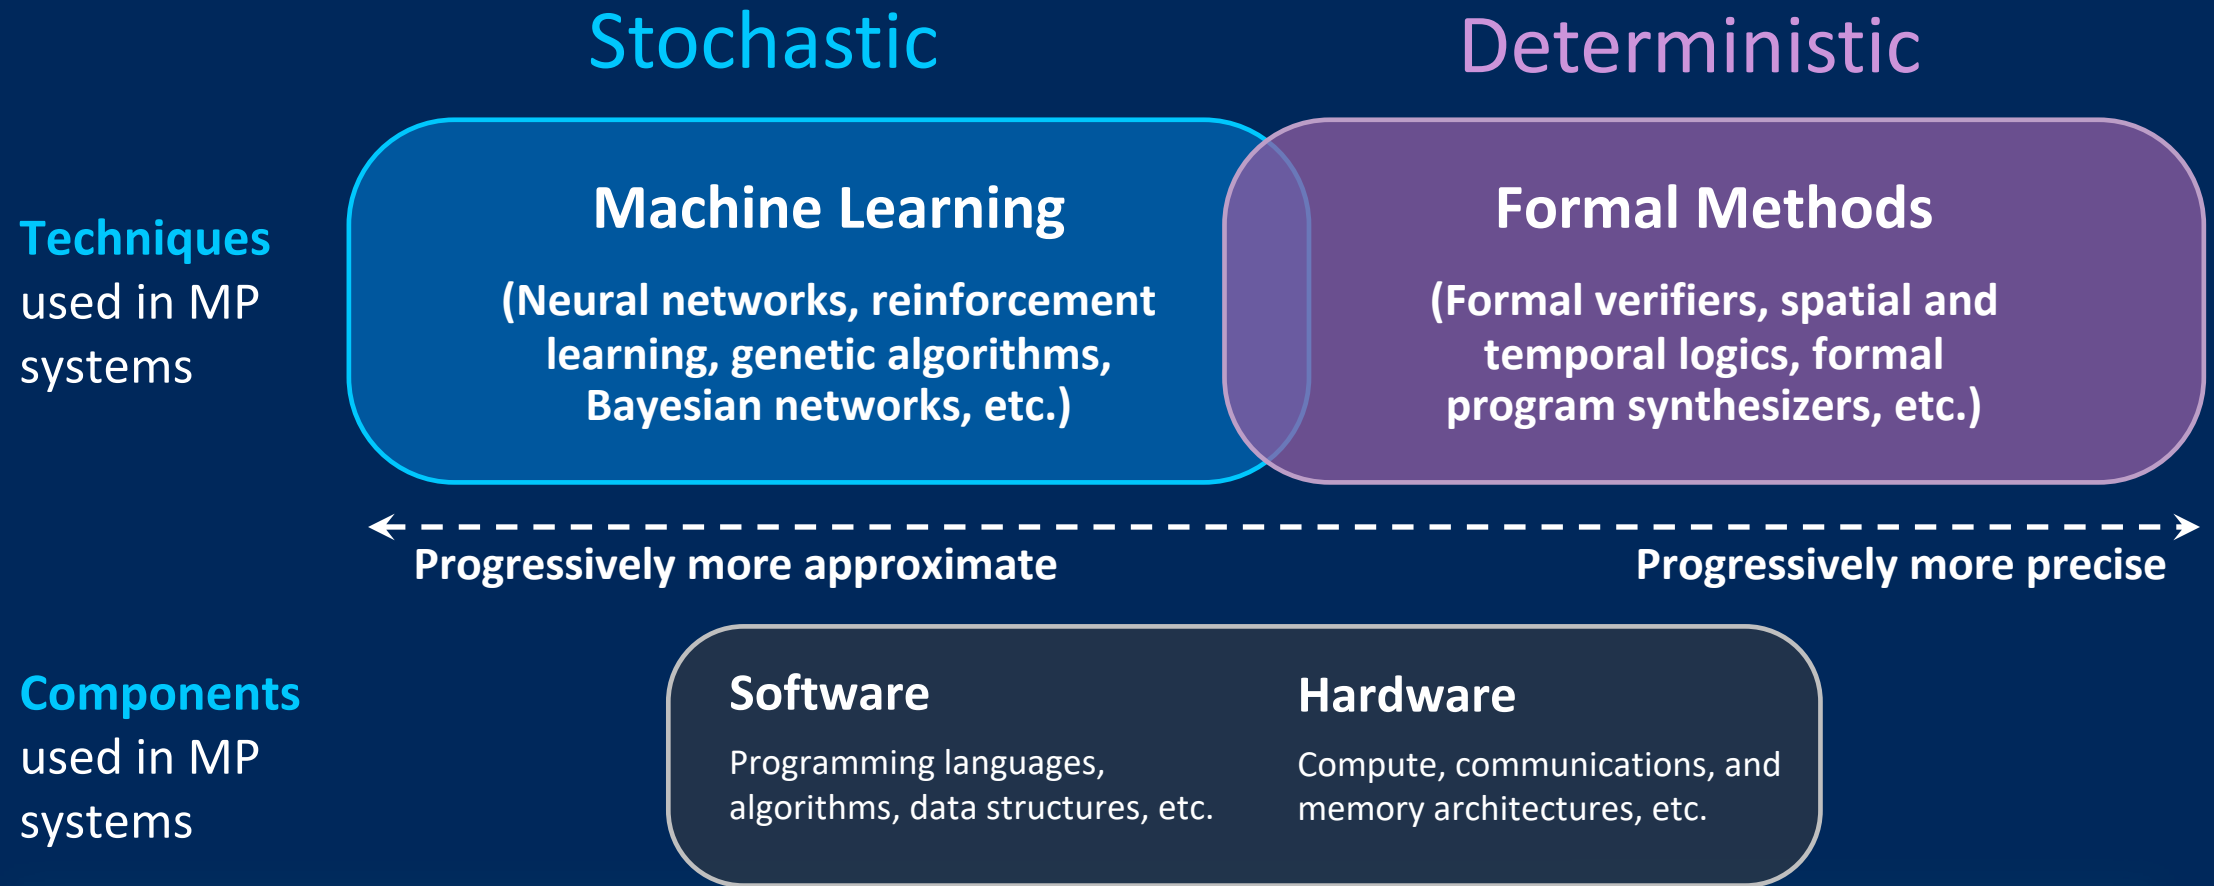 Stochastic
Deterministic
Techniques
used in MP
systems
Machine Learning
(Neural networks, reinforcement
learning, genetic algorithms,
Bayesian networks, etc.)
Formal Methods
(Formal verifiers, spatial and
temporal logics, formal
program synthesizers, etc.)
Progressively more approximate
Progressively more precise
Components
used in MP
systems
Software
Programming languages,
algorithms, data structures, etc.
Hardware
Compute, communications, and
memory architectures, etc.